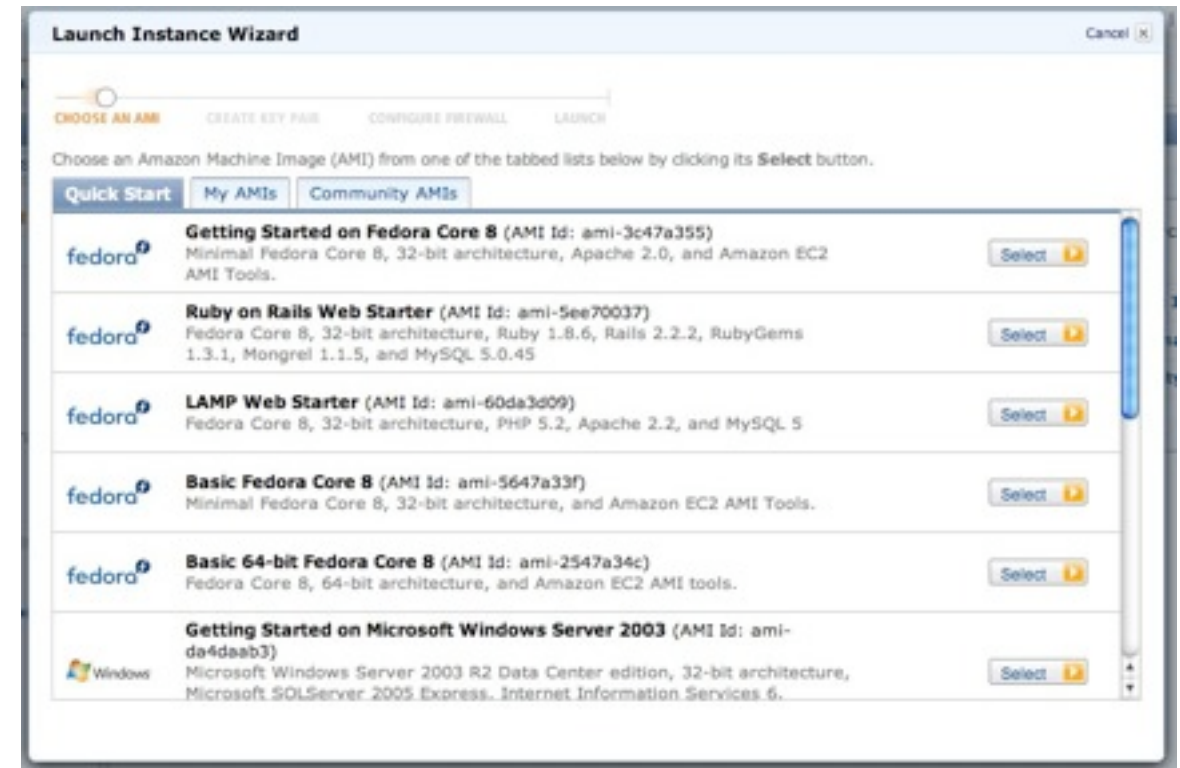 Launch Instance Wizard
Cancel
CHOOSE AN AMI CREATE KEY PAIR CONFIGURE FIREWALL LAUNCH
Choose an Amazon Machine Image (AMI) from one of the tabbed lists below by clicking its Select button.
Quick Start My AMIs Community AMIs
Getting Started on Fedora Core 8 (AMI Id: ami-3c47a355)
fedora Minimal Fedora Core 8, 32-bit architecture, Apache 2.0, and Amazon EC2 Select
AMI Tools.
Ruby on Rails Web Starter (AMI Id: ami-5ee70037)
fedora Fedora Core 8, 32-bit architecture, Ruby 1.8.6, Rails 2.2.2, RubyGems Select
1.3.1, Mongrel 1.1.5, and MySQL 5.0.45
LAMP Web Starter (AMI Id: ami-60da3d09)
fedora Fedora Core 8, 32-bit architecture, PHP 5.2, Apache 2.2, and MySQL 5 Select
Basic Fedora Core 8 (AMI Id: ami-5647a33f)
fedora Minimal Fedora Core 8, 32-bit architecture, and Amazon EC2 AMI Tools. Select
Basic 64-bit Fedora Core 8 (AMI Id: ami-2547a34c)
fedora Fedora Core 8, 64-bit architecture, and Amazon EC2 AMI tools. Select
Getting Started on Microsoft Windows Server 2003 (AMI Id: ami-
da4daab3)
Windows Microsoft Windows Server 2003 R2 Data Center edition, 32-bit architecture, Select
Microsoft SQLServer 2005 Express, Internet Information Services 6,